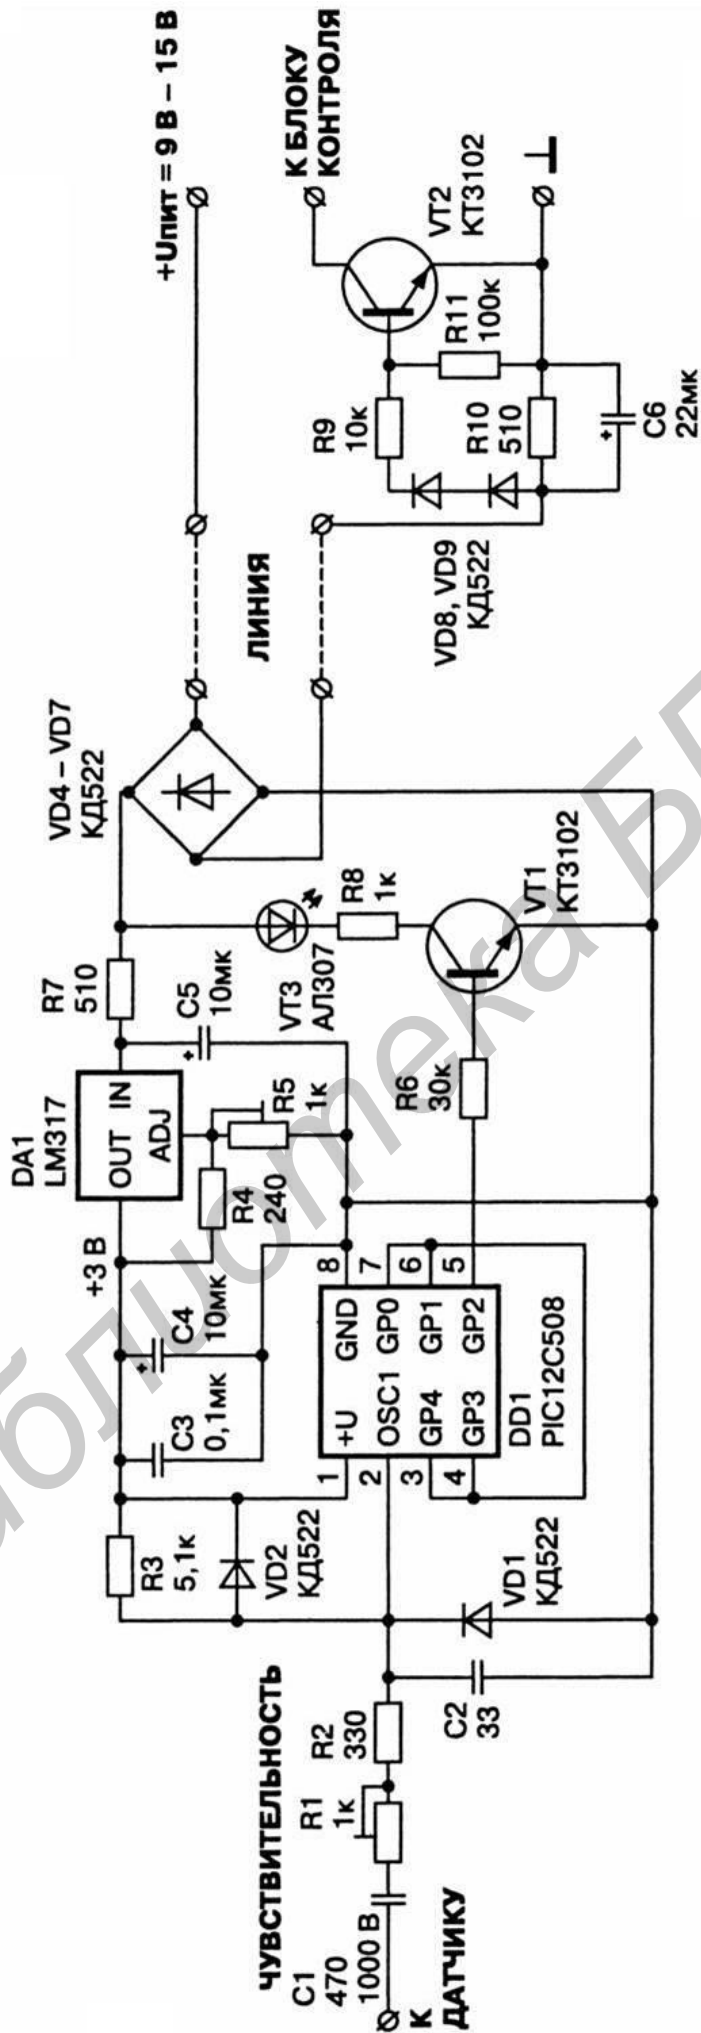 ЧУВСТВИТЕЛЬНОСТЬ
C1
470
1000 В
К
ДАТЧИКУ
R1
1к
R2
330
C2
33
VD1
КД522
R3
5,1к
VD2
КД522
C3
0,1мк
C4
10мк
+3 В
DA1
LM317
OUT IN
ADJ
R4
240
R5
1к
C5
10мк
R7
510
1 +U GND 8
2 OSC1 GP0 7
3 GP4 GP1 6
4 GP3 GP2 5
DD1
PIC12C508
R6
30к
VT3
АЛ307
R8
1к
VT1
КТ3102
VD4 – VD7
КД522
ЛИНИЯ
+Uпит = 9 В – 15 В
VD8, VD9
КД522
R9
10к
R10
510
R11
100к
C6
22мк
VT2
КТ3102
К БЛОКУ
КОНТРОЛЯ